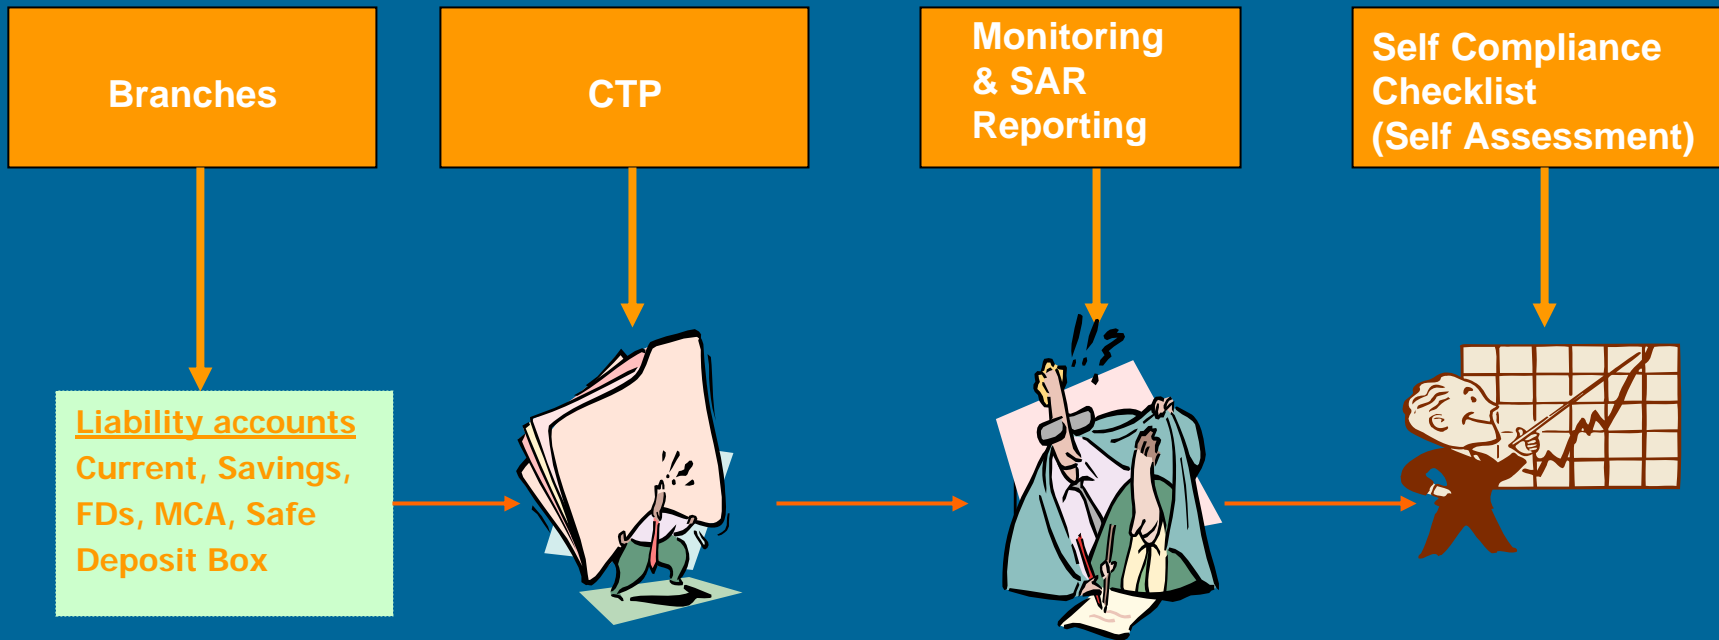 Branches
CTP
Monitoring
& SAR
Reporting
Self Compliance
Checklist
(Self Assessment)
Liability accounts
Current, Savings,
FDs, MCA, Safe
Deposit Box
!!?